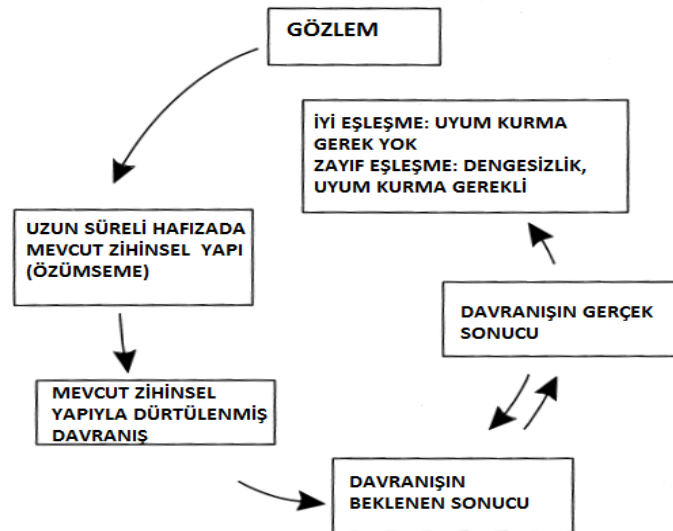 GÖZLEM
İYİ EŞLEŞME: UYUM KURMA
GEREK YOK
ZAYIF EŞLEŞME: DENGESİZLİK,
UYUM KURMA GEREKLİ
UZUN SÜRELİ HAFIZADA
MEVCUT ZİHİNSEL YAPI
(ÖZÜMSEME)
DAVRANIŞIN GERÇEK
SONUCU
MEVCUT ZİHİNSEL
YAPIYLA DÜRTÜLENMİŞ
DAVRANIŞ
DAVRANIŞIN
BEKLENEN SONUCU